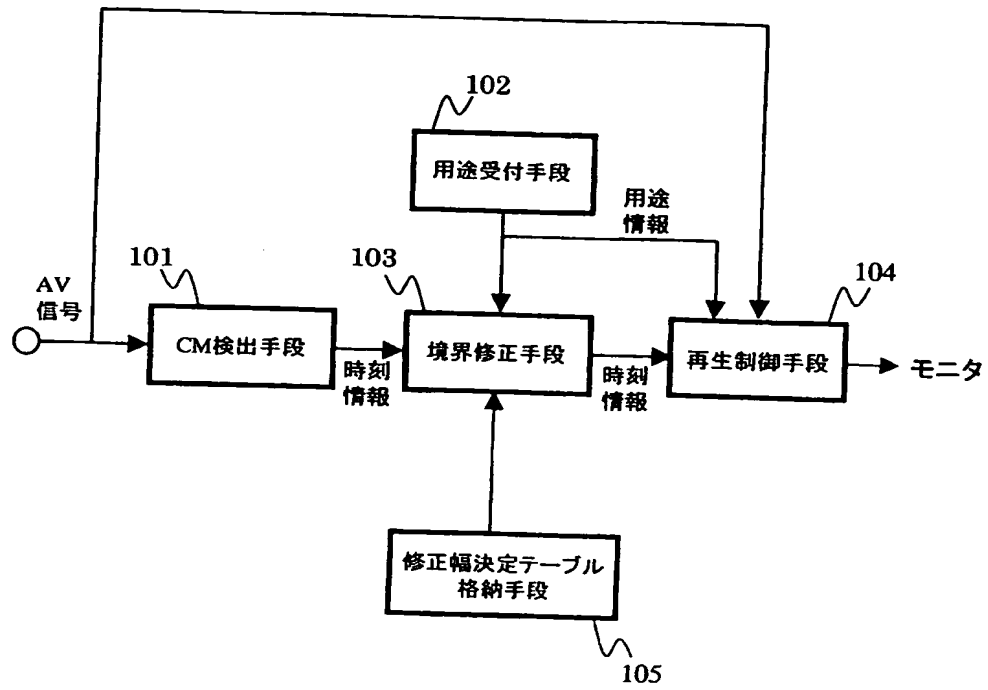 102
用途受付手段
用途
情報
101
103
104
AV
信号
CM検出手段
時刻
情報
境界修正手段
時刻
情報
再生制御手段
モニタ
修正幅決定テーブル
格納手段
105